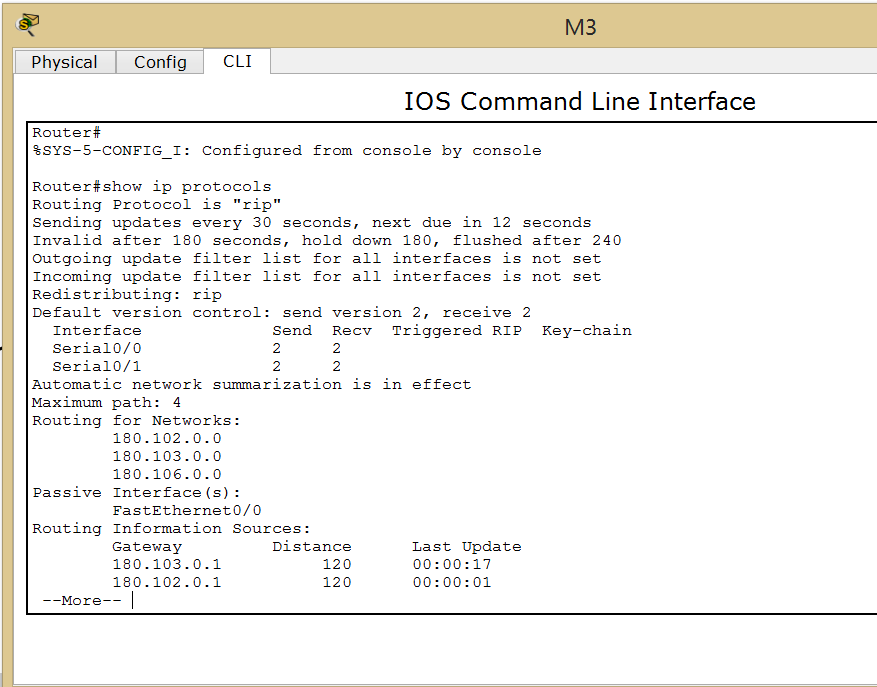 M3
Physical Config CLI
IOS Command Line Interface
Router#
%SYS-5-CONFIG_I: Configured from console by console
Router#show ip protocols
Routing Protocol is "rip"
Sending updates every 30 seconds, next due in 12 seconds
Invalid after 180 seconds, hold down 180, flushed after 240
Outgoing update filter list for all interfaces is not set
Incoming update filter list for all interfaces is not set
Redistributing: rip
Default version control: send version 2, receive 2
  Interface             Send  Recv  Triggered RIP  Key-chain
  Serial0/0             2     2
  Serial0/1             2     2
Automatic network summarization is in effect
Maximum path: 4
Routing for Networks:
        180.102.0.0
        180.103.0.0
        180.106.0.0
Passive Interface(s):
        FastEthernet0/0
Routing Information Sources:
        Gateway         Distance      Last Update
        180.103.0.1          120      00:00:17
        180.102.0.1          120      00:00:01
 --More--